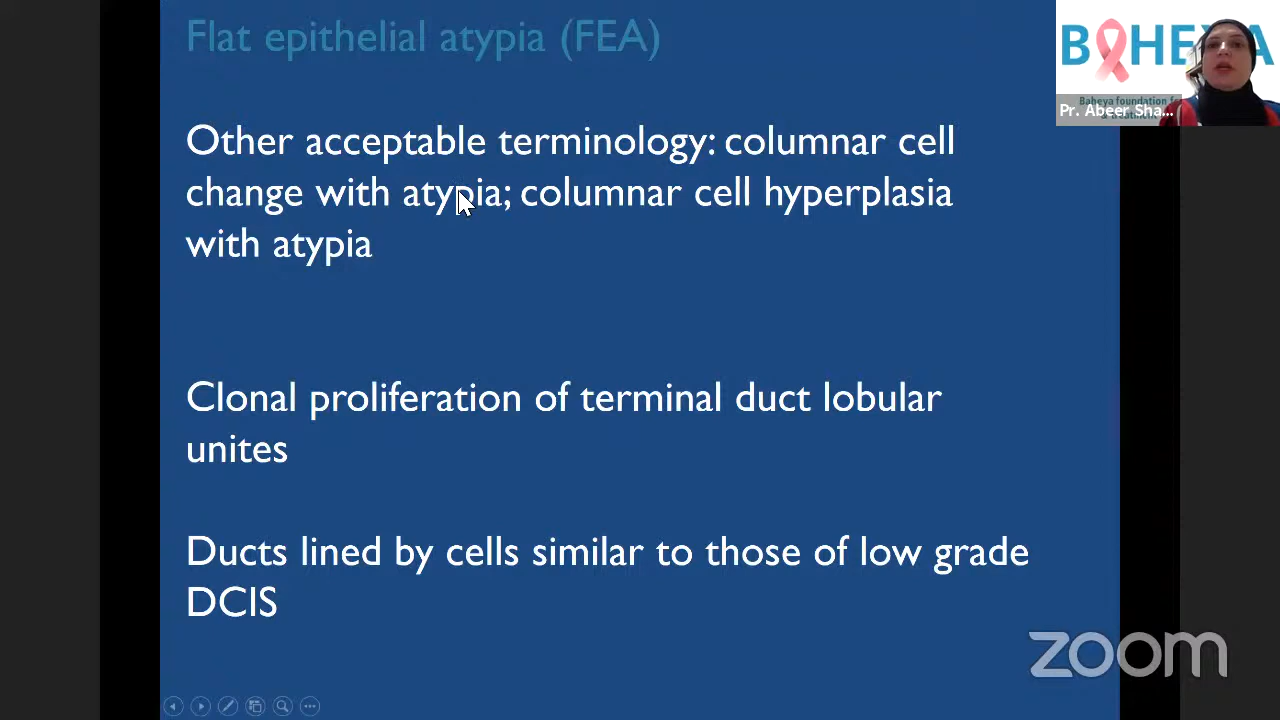 Flat epithelial atypia (FEA)
Other acceptable terminology: columnar cell
change with atypia; columnar cell hyperplasia
with atypia
Clonal proliferation of terminal duct lobular
unites
Ducts lined by cells similar to those of low grade
DCIS
Baheya foundation
Pr. Abeer Sha...
zoom